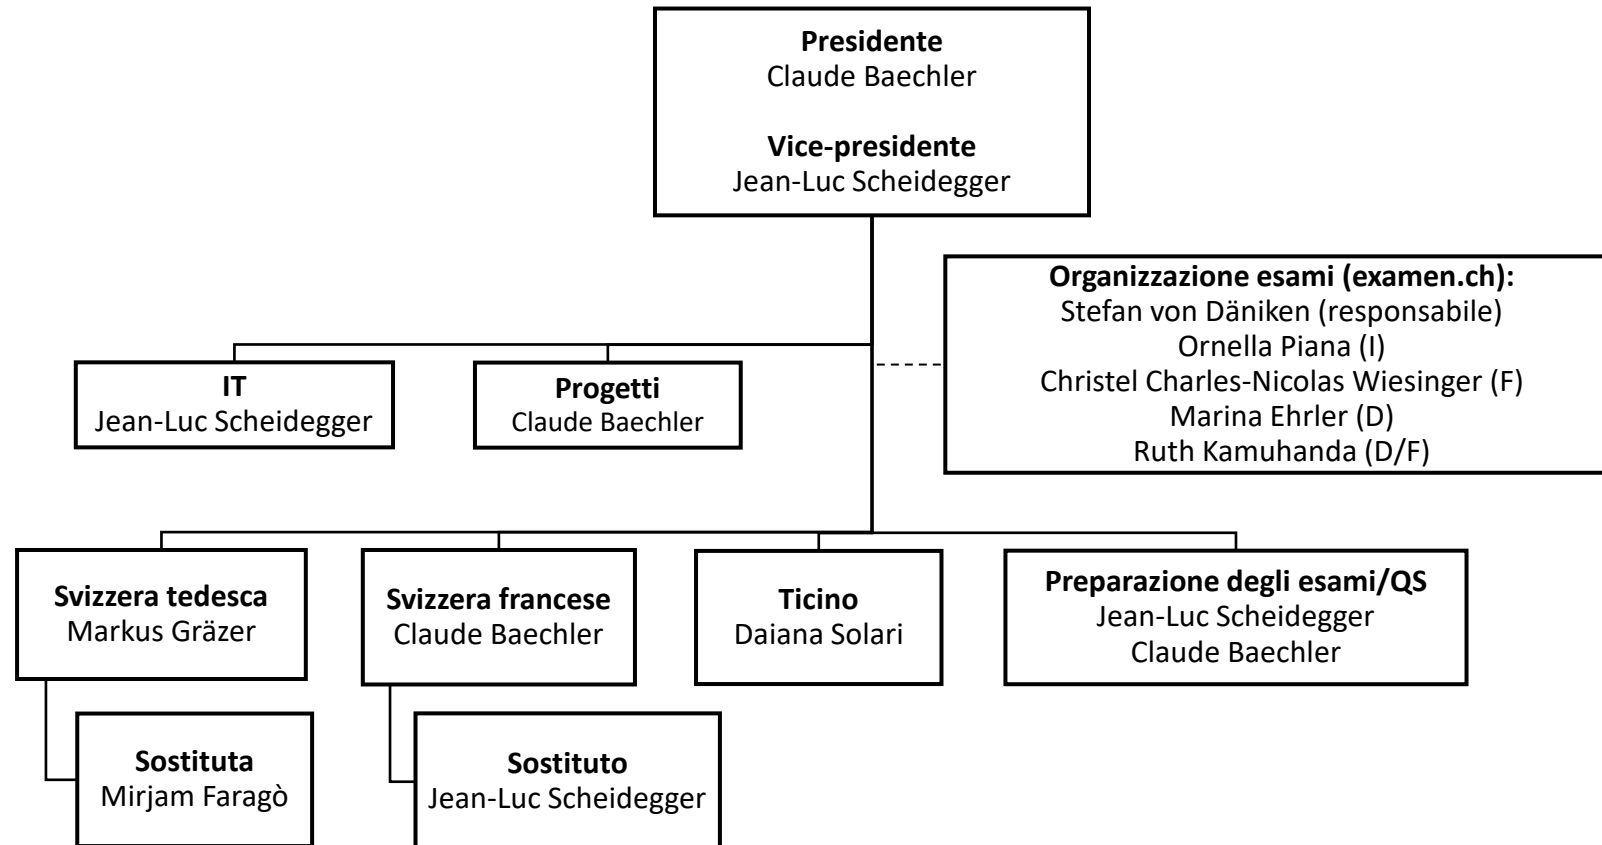 Presidente
Claude Baechler
Vice-presidente
Jean-Luc Scheidegger
Organizzazione esami (examen.ch):
Stefan von Däniken (responsabile)
Ornella Piana (I)
Christel Charles-Nicolas Wiesinger (F)
Marina Ehrler (D)
Ruth Kamuhanda (D/F)
IT
Jean-Luc Scheidegger
Progetti
Claude Baechler
Svizzera tedesca
Markus Gräzer
Svizzera francese
Claude Baechler
Ticino
Daiana Solari
Preparazione degli esami/QS
Jean-Luc Scheidegger
Claude Baechler
Sostituta
Mirjam Faragò
Sostituto
Jean-Luc Scheidegger